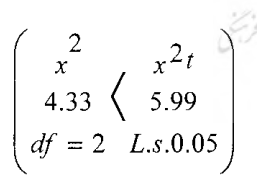 x² x²t
4.33 < 5.99
df = 2 L.s.0.05